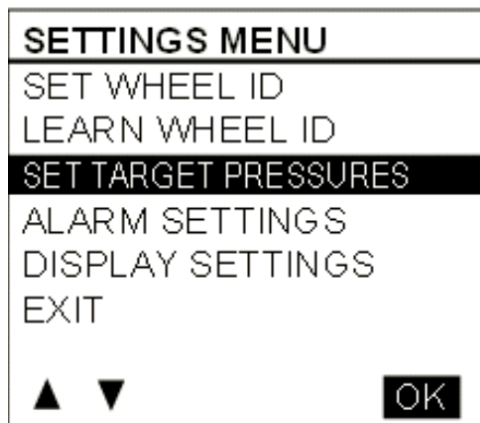 SETTINGS MENU
SET WHEEL ID
LEARN WHEEL ID
SET TARGET PRESSURES
ALARM SETTINGS
DISPLAY SETTINGS
EXIT
▲ ▼ OK